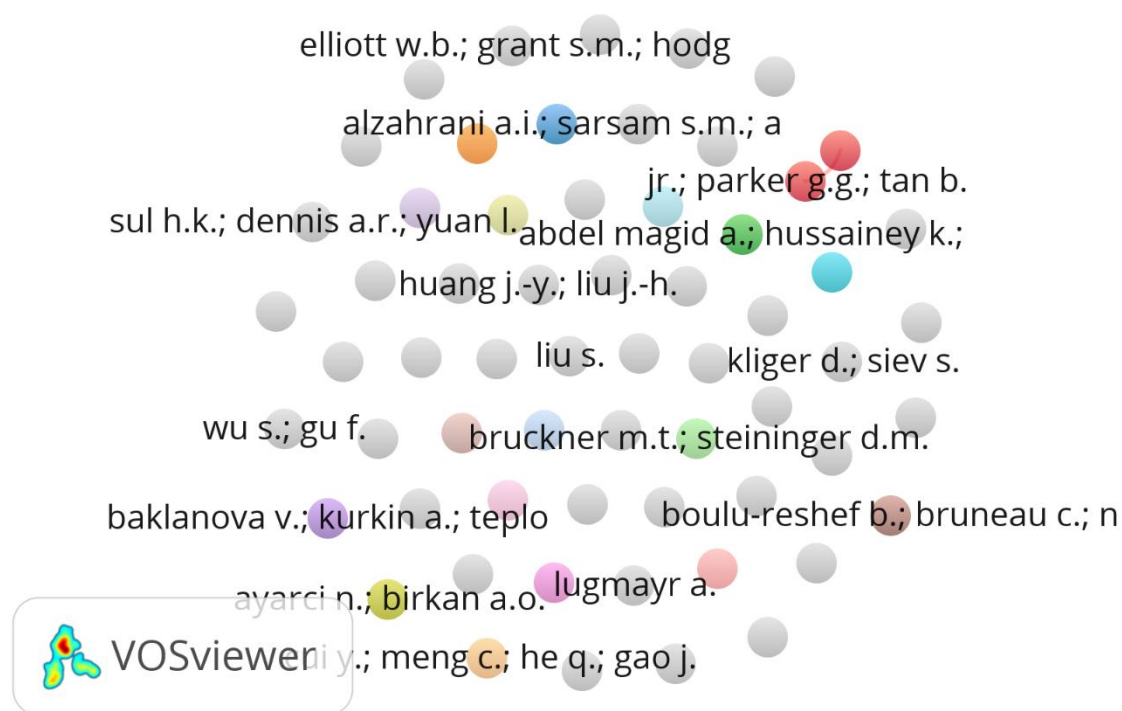 elliott w.b.; grant s.m.; hodg
alzahrani a.i.; sarsam s.m.; a
jr.; parker g.g.; tan b.
sul h.k.; dennis a.r.; yuan l.
abdel magid a.; hussainey k.;
huang j.-y.; liu j.-h.
liu s.
kliger d.; siev s.
wu s.; gu f.
bruckner m.t.; steininger d.m.
baklanova v.; kurkin a.; teplo
boulu-reshef b.; bruneau c.; n
lugmayr a.
ayarci n.; birkan a.o.
y.; meng c.; he q.; gao j.
VOSviewer